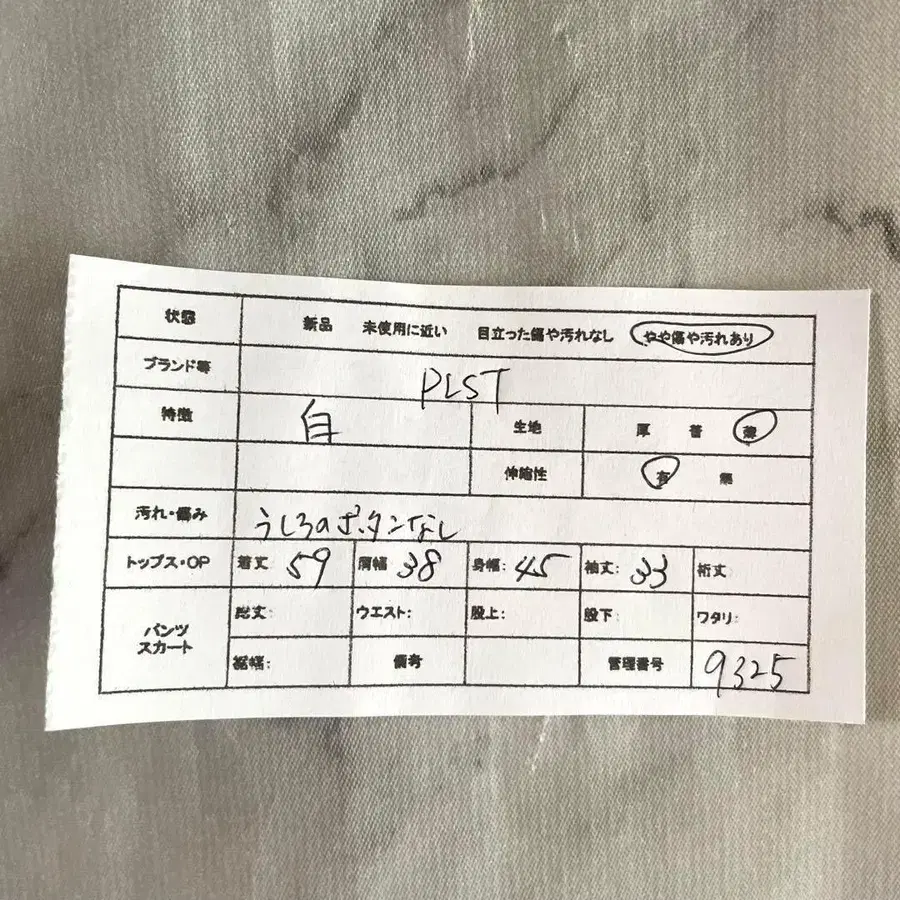 状態 新品 未使用に近い 目立った傷や汚れなし やや傷や汚れあり
ブランド等 PLST
特徴 白 生地 厚 普 薄
伸縮性 有 無
汚れ・傷み うしろのボタンなし
トップス・OP 着丈 59 肩幅 38 身幅: 45 袖丈: 33 裄丈
パンツ スカート 総丈 ウエスト: 股上: 股下 ワタリ:
裾幅: 備考 管理番号 9325